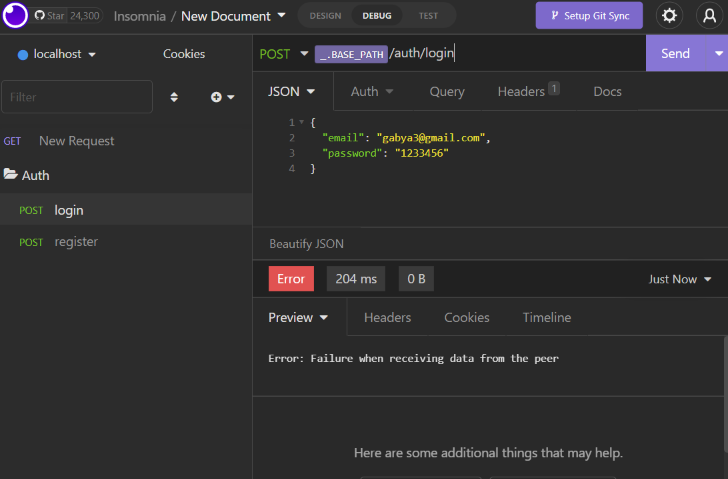 Star 24,300 Insomnia / New Document DESIGN DEBUG TEST Setup Git Sync
localhost Cookies
POST _.BASE_PATH /auth/login Send
Filter
JSON Auth Query Headers 1 Docs
1 {
2 "email": "gabya3@gmail.com",
3 "password": "1233456"
4 }
GET New Request
Auth
POST login
POST register
Beautify JSON
Error 204 ms 0 B Just Now
Preview Headers Cookies Timeline
Error: Failure when receiving data from the peer
Here are some additional things that may help.